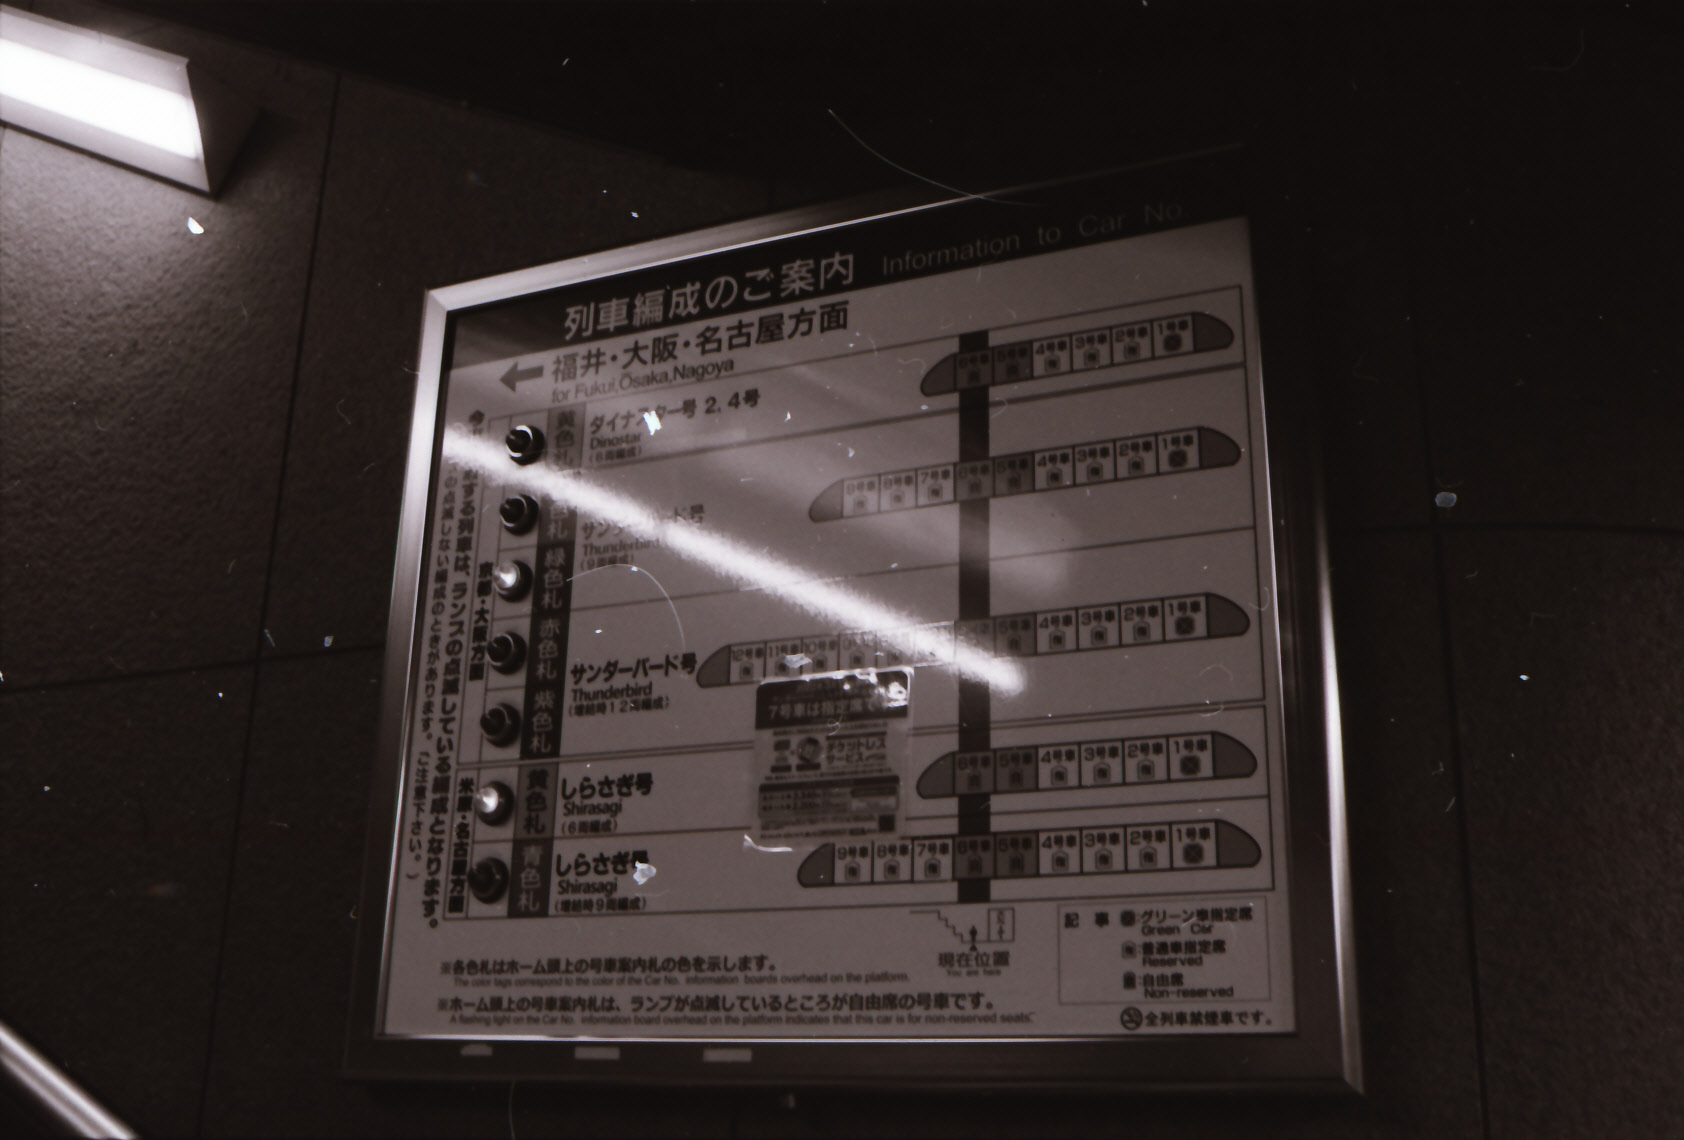 列車編成のご案内 Information to Car No.
福井・大阪・名古屋方面
for Fukui,Osaka,Nagoya
黄色札
ダイナスター号 2, 4号
Dinostar
(6両編成)
6号車 5号車 4号車 3号車 2号車 1号車
Thunderbird
(9両編成)
9号車 8号車 7号車 6号車 5号車 4号車 3号車 2号車 1号車
京都・大阪方面
緑色札
赤色札
紫色札
サンダーバード号
Thunderbird
(増結時12両編成)
12号車 11号車 10号車
5号車 4号車 3号車 2号車 1号車
7号車は指定席
チケットレス
サービス
米原・名古屋方面
黄色札
しらさぎ号
Shirasagi
(6両編成)
6号車 5号車 4号車 3号車 2号車 1号車
青色札
しらさぎ号
Shirasagi
(増結時9両編成)
9号車 8号車 7号車 6号車 5号車 4号車 3号車 2号車 1号車
する列車は、ランプの点滅している編成となります。
点滅しない編成のときがあります。ご注意下さい。)
現在位置
You are here
記事
グリーン車指定席
Green Car
普通車指定席
Reserved
自由席
Non-reserved
※各色札はホーム頭上の号車案内札の色を示します。
The color tags correspond to the color of the Car No. information boards overhead on the platform.
※ホーム頭上の号車案内札は、ランプが点滅しているところが自由席の号車です。
A flashing light on the Car No. information board overhead on the platform indicates that this car is for non-reserved seats.
全列車禁煙車です。